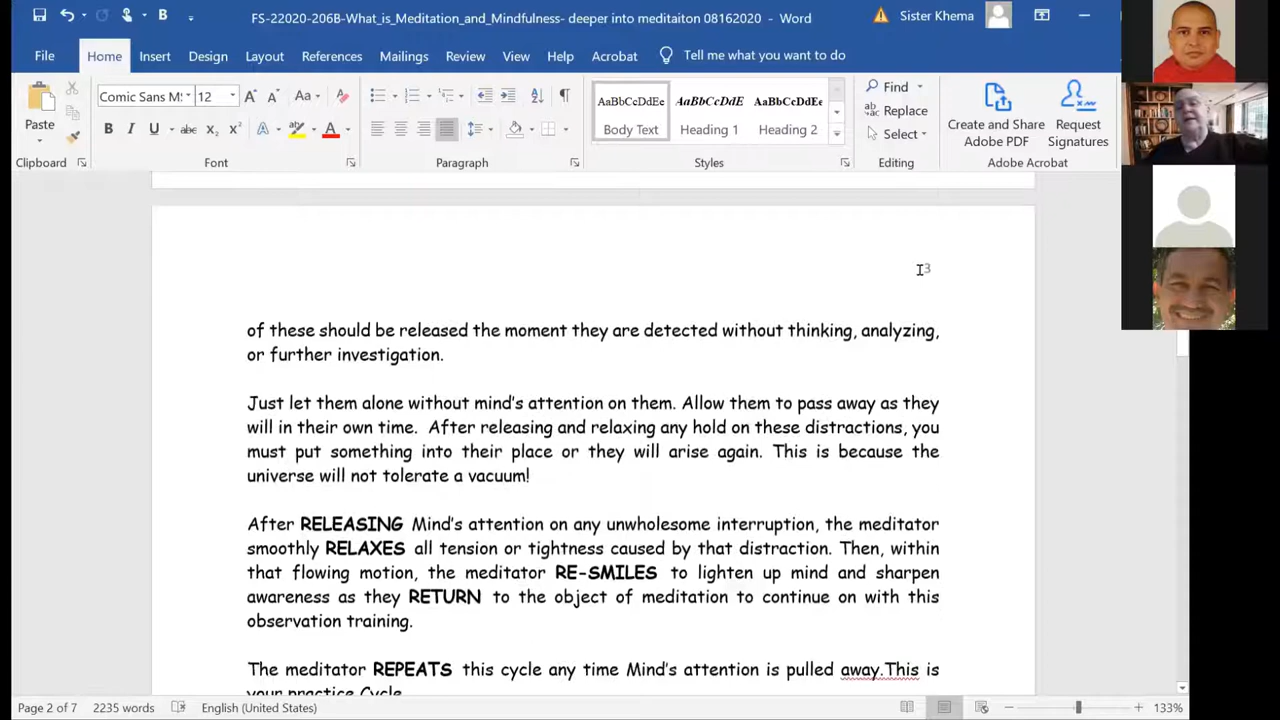 FS-22020-206B-What_is_Meditation_and_Mindfulness- deeper into meditaiton 08162020 - Word
Sister Khema
File Home Insert Design Layout References Mailings Review View Help Acrobat Tell me what you want to do
Paste
Clipboard
Comic Sans M: 12
Font
Paragraph
AaBbCcDdEe AaBbCcDdE AaBbCcDdEe
Body Text Heading 1 Heading 2
Styles
Find
Replace
Select
Editing
Create and Share Request
Adobe PDF Signatures
Adobe Acrobat
3
of these should be released the moment they are detected without thinking, analyzing,
or further investigation.
Just let them alone without mind's attention on them. Allow them to pass away as they
will in their own time. After releasing and relaxing any hold on these distractions, you
must put something into their place or they will arise again. This is because the
universe will not tolerate a vacuum!
After RELEASING Mind's attention on any unwholesome interruption, the meditator
smoothly RELAXES all tension or tightness caused by that distraction. Then, within
that flowing motion, the meditator RE-SMILES to lighten up mind and sharpen
awareness as they RETURN to the object of meditation to continue on with this
observation training.
The meditator REPEATS this cycle any time Mind's attention is pulled away.This is
your practice Cycle
Page 2 of 7 2235 words English (United States) 133%